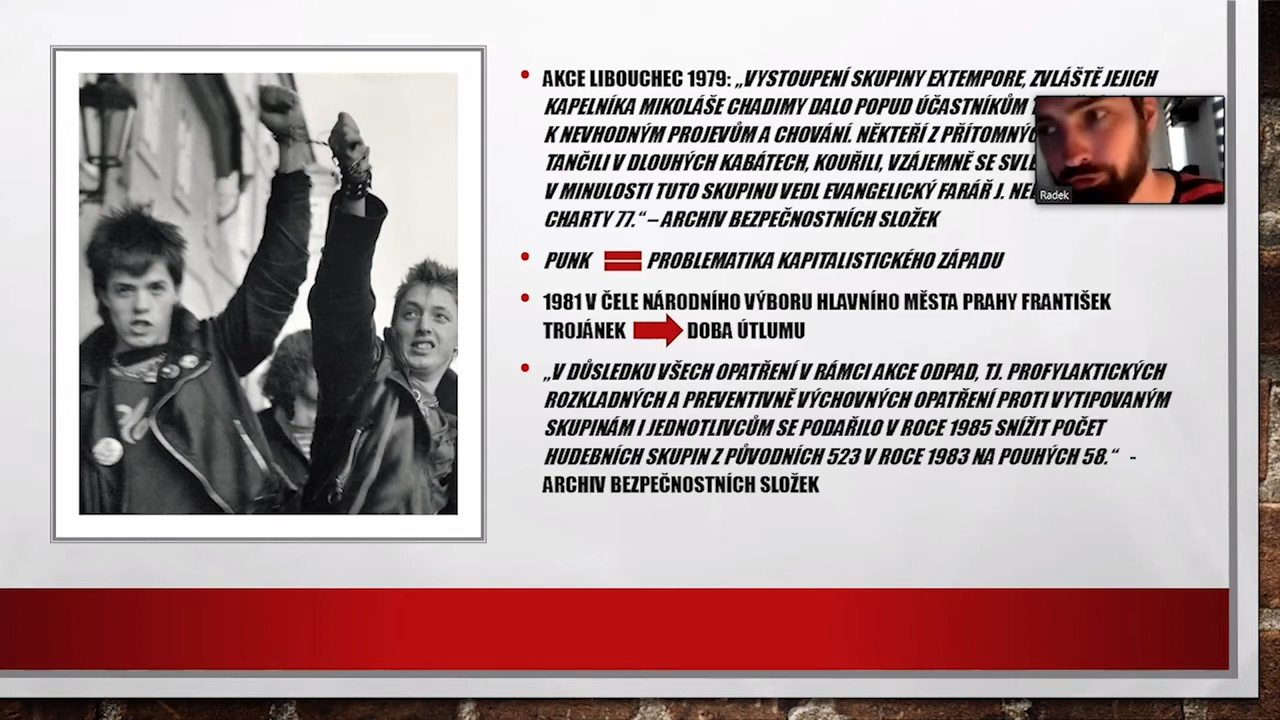 AKCE LIBOUCHEC 1979: „VYSTOUPENÍ SKUPINY EXTEMPORE, ZVLÁŠTĚ JEJICH
KAPELNÍKA MIKOLÁŠE CHADIMY DALO POPUD ÚČASTNÍKŮM
K NEVHODNÝM PROJEVŮM A CHOVÁNÍ. NĚKTEŘÍ Z
TANČILI V DLOUHÝCH KABÁTECH, KOUŘILI, VZÁJEMNĚ SE
V MINULOSTI TUTO SKUPINU VEDL EVANGELICKÝ FARÁŘ J.
CHARTY 77.“ – ARCHIV BEZPEČNOSTNÍCH SLOŽEK
Radek
PUNK = PROBLEMATIKA KAPITALISTICKÉHO ZÁPADU
1981 V ČELE NÁRODNÍHO VÝBORU HLAVNÍHO MĚSTA PRAHY FRANTIŠEK
TROJÁNEK DOBA ÚTLUMU
„V DŮSLEDKU VŠECH OPATŘENÍ V RÁMCI AKCE ODPAD, TJ. PROFYLAKTICKÝCH
ROZKLADNÝCH A PREVENTIVNĚ VÝCHOVNÝCH OPATŘENÍ PROTI VYTIPOVANÝM
SKUPINÁM I JEDNOTLIVCŮM SE PODAŘILO V ROCE 1985 SNÍŽIT POČET
HUDEBNÍCH SKUPIN Z PŮVODNÍCH 523 V ROCE 1983 NA POUHÝCH 58.“ -
ARCHIV BEZPEČNOSTNÍCH SLOŽEK